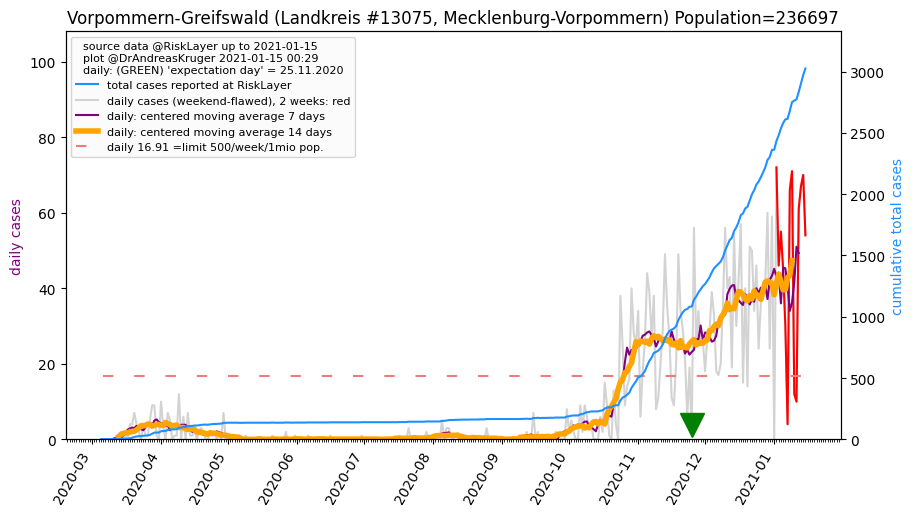 Vorpommern-Greifswald (Landkreis #13075, Mecklenburg-Vorpommern) Population=236697
source data @RiskLayer up to 2021-01-15
plot @DrAndreasKruger 2021-01-15 00:29
daily: (GREEN) 'expectation day' = 25.11.2020
total cases reported at RiskLayer
daily cases (weekend-flawed), 2 weeks: red
daily: centered moving average 7 days
daily: centered moving average 14 days
daily 16.91 =limit 500/week/1mio pop.
daily cases
100
80
60
40
20
0
cumulative total cases
3000
2500
2000
1500
1000
500
0
2020-03
2020-04
2020-05
2020-06
2020-07
2020-08
2020-09
2020-10
2020-11
2020-12
2021-01